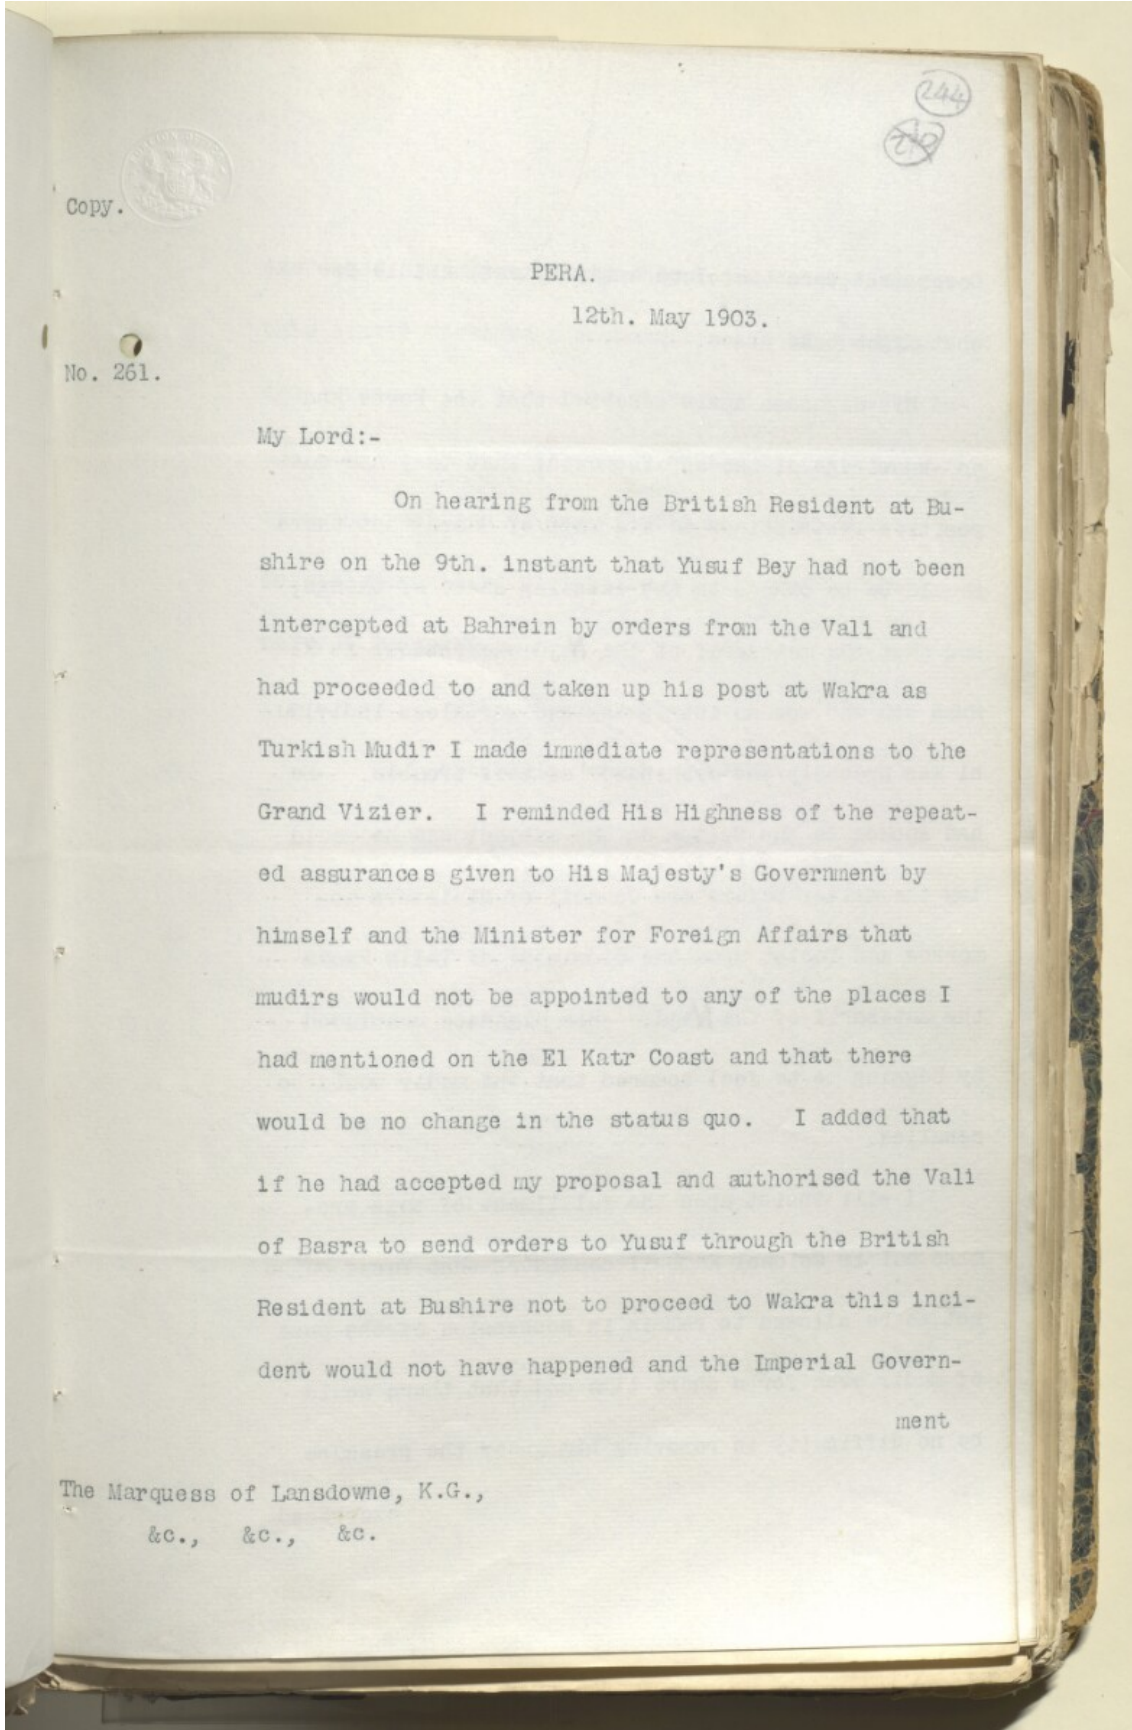 244
Copy.
PERA.
12th. May 1903.
No. 261.
My Lord:-
On hearing from the British Resident at Bu-
shire on the 9th. instant that Yusuf Bey had not been
intercepted at Bahrein by orders from the Vali and
had proceeded to and taken up his post at Wakra as
Turkish Mudir I made immediate representations to the
Grand Vizier. I reminded His Highness of the repeat-
ed assurances given to His Majesty's Government by
himself and the Minister for Foreign Affairs that
mudirs would not be appointed to any of the places I
had mentioned on the El Katr Coast and that there
would be no change in the status quo. I added that
if he had accepted my proposal and authorised the Vali
of Basra to send orders to Yusuf through the British
Resident at Bushire not to proceed to Wakra this inci-
dent would not have happened and the Imperial Govern-
ment
The Marquess of Lansdowne, K.G.,
&c., &c., &c.